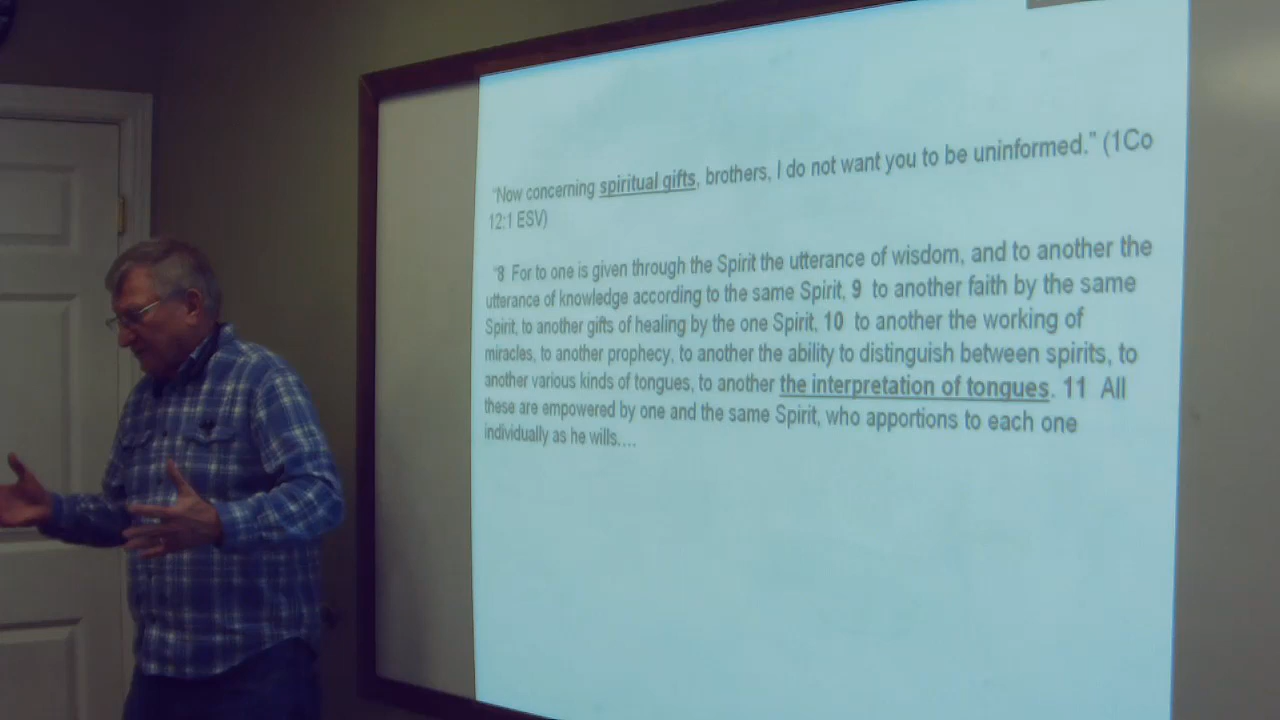 "Now concerning spiritual gifts, brothers, I do not want you to be uninformed." (1Co
12:1 ESV)
"8 For to one is given through the Spirit the utterance of wisdom, and to another the
utterance of knowledge according to the same Spirit, 9 to another faith by the same
Spirit, to another gifts of healing by the one Spirit, 10 to another the working of
miracles, to another prophecy, to another the ability to distinguish between spirits, to
another various kinds of tongues, to another the interpretation of tongues. 11 All
these are empowered by one and the same Spirit, who apportions to each one
individually as he wills....